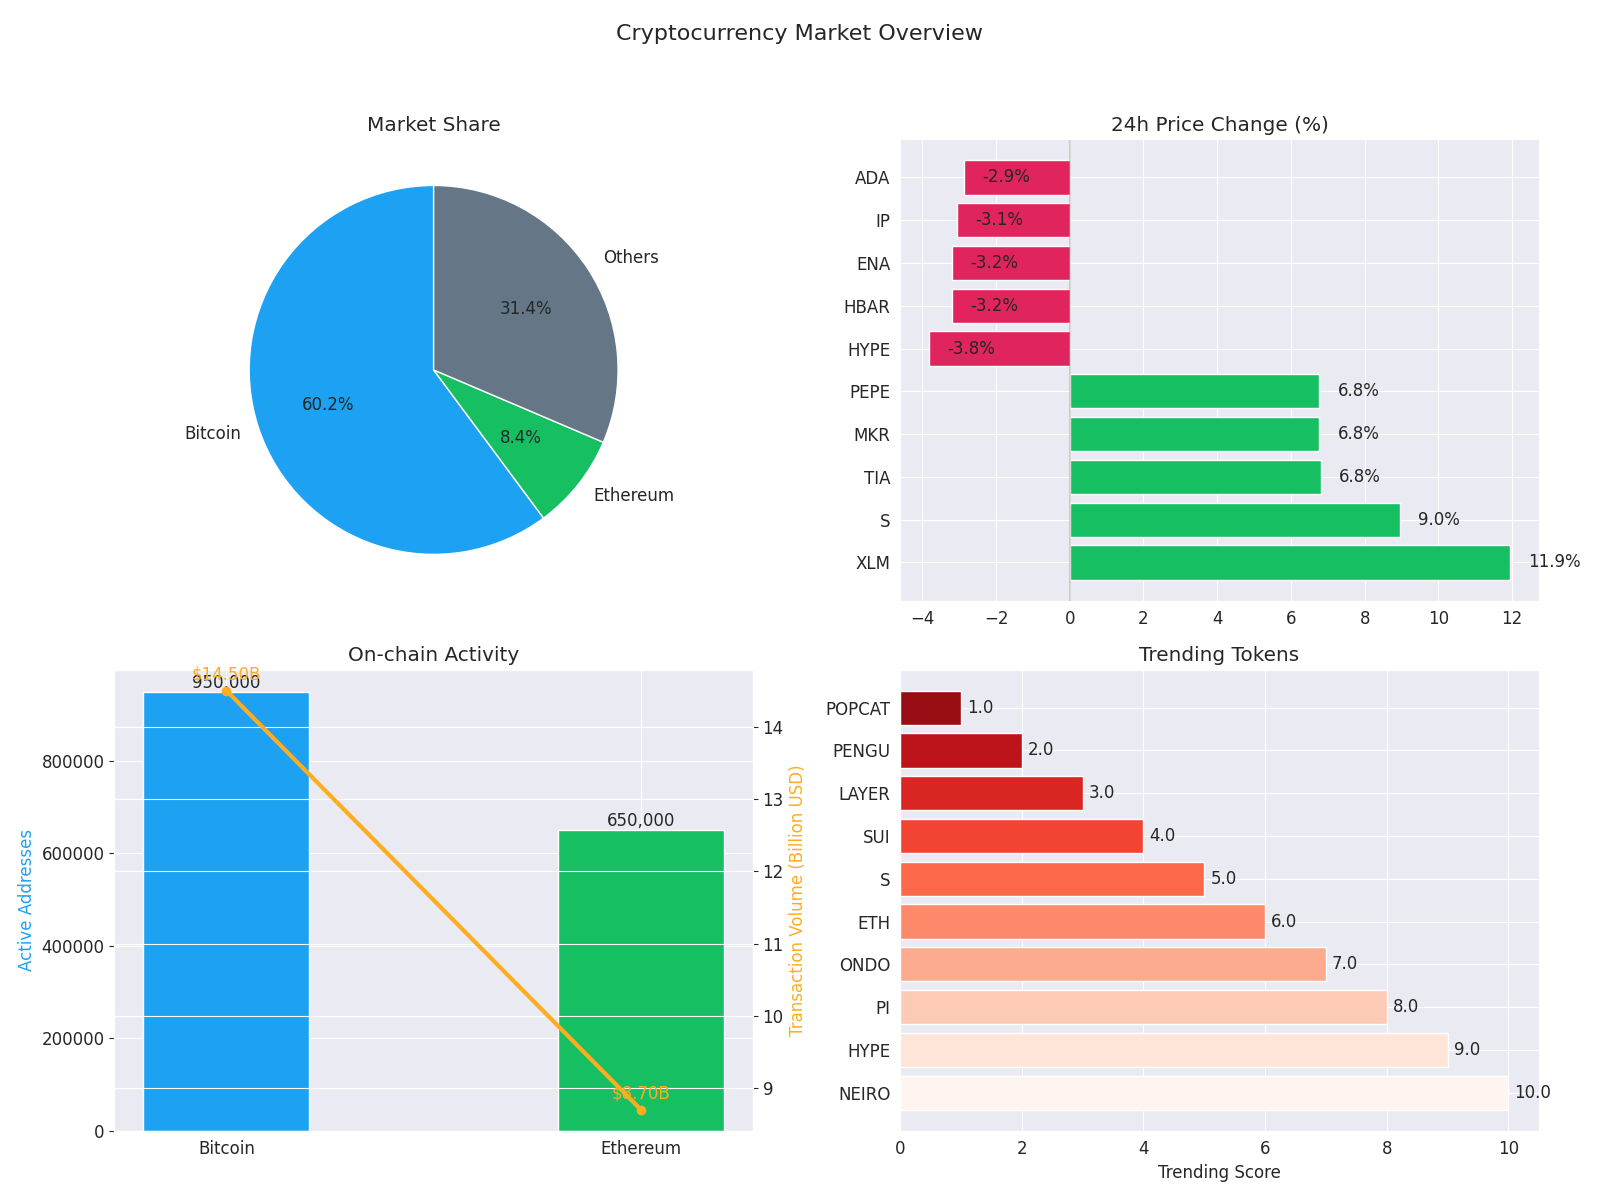 Cryptocurrency Market Overview
Market Share
Others
31.4%
60.2%
Bitcoin
8.4%
Ethereum
24h Price Change (%)
ADA
-2.9%
IP
-3.1%
ENA
-3.2%
HBAR
-3.2%
HYPE
-3.8%
PEPE
6.8%
MKR
6.8%
TIA
6.8%
S
9.0%
XLM
11.9%
−4 −2 0 2 4 6 8 10 12
On-chain Activity
$14.50B
950,000
650,000
$8.70B
Active Addresses
800000
600000
400000
200000
0
14
13
12
11
10
9
Transaction Volume (Billion USD)
Bitcoin Ethereum
Trending Tokens
POPCAT 1.0
PENGU 2.0
LAYER 3.0
SUI 4.0
S 5.0
ETH 6.0
ONDO 7.0
PI 8.0
HYPE 9.0
NEIRO 10.0
0 2 4 6 8 10
Trending Score